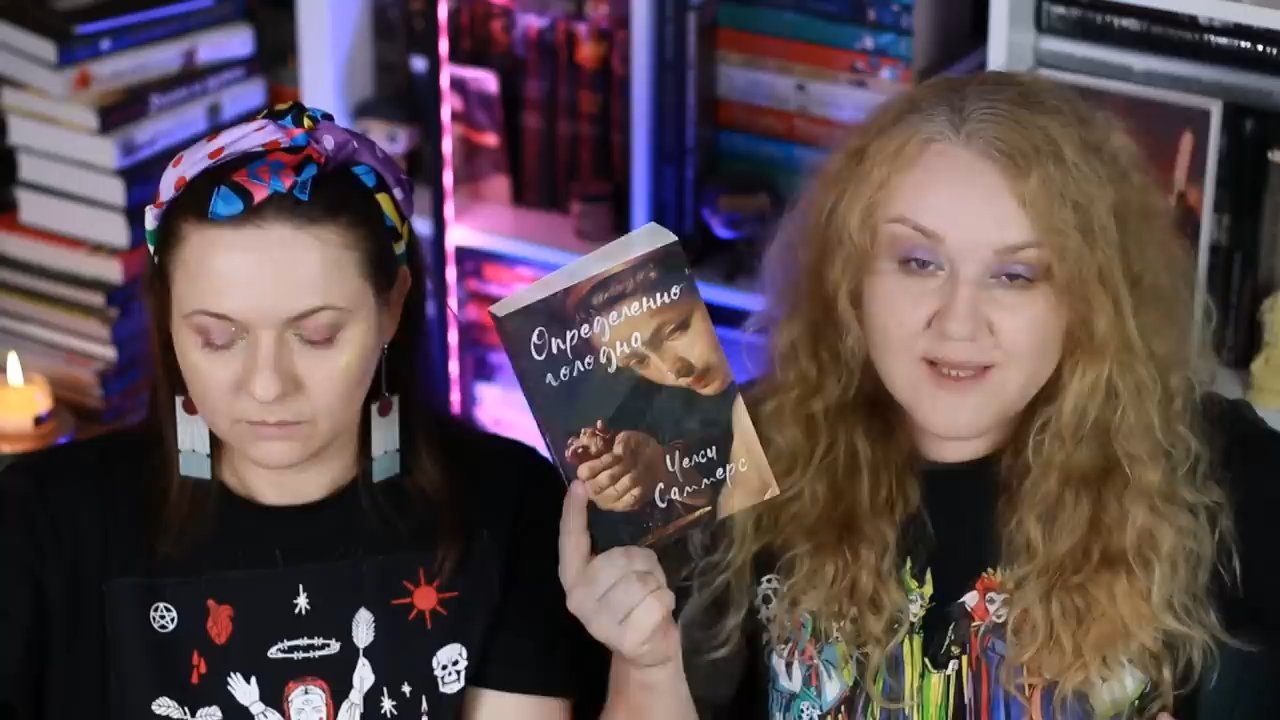 Определенно
голодна
Челси
Саммерс